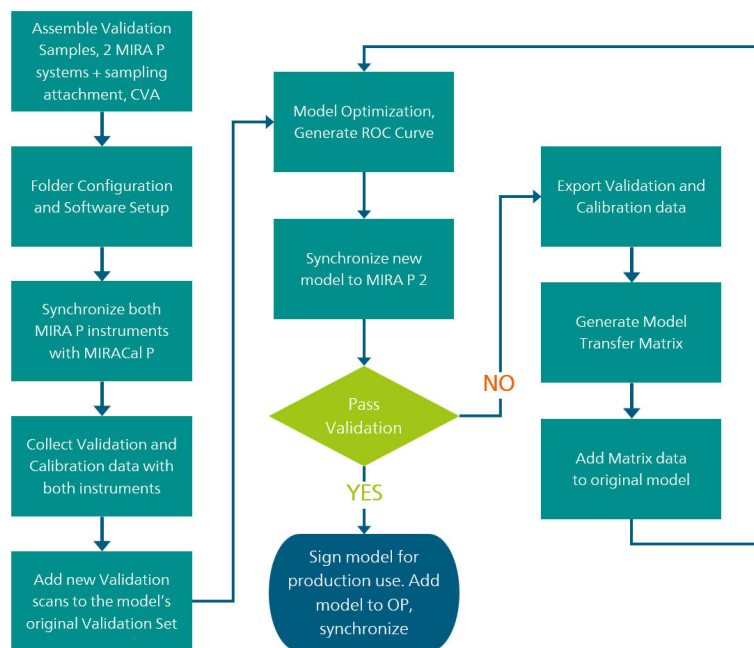 Assemble Validation
Samples, 2 MIRA P
systems + sampling
attachment, CVA
Folder Configuration
and Software Setup
Synchronize both
MIRA P instruments
with MIRACal P
Collect Validation and
Calibration data with
both instruments
Add new Validation
scans to the model's
original Validation Set
Model Optimization,
Generate ROC Curve
Synchronize new
model to MIRA P 2
Pass
Validation
YES
NO
Sign model for
production use. Add
model to OP,
synchronize
Export Validation and
Calibration data
Generate Model
Transfer Matrix
Add Matrix data
to original model